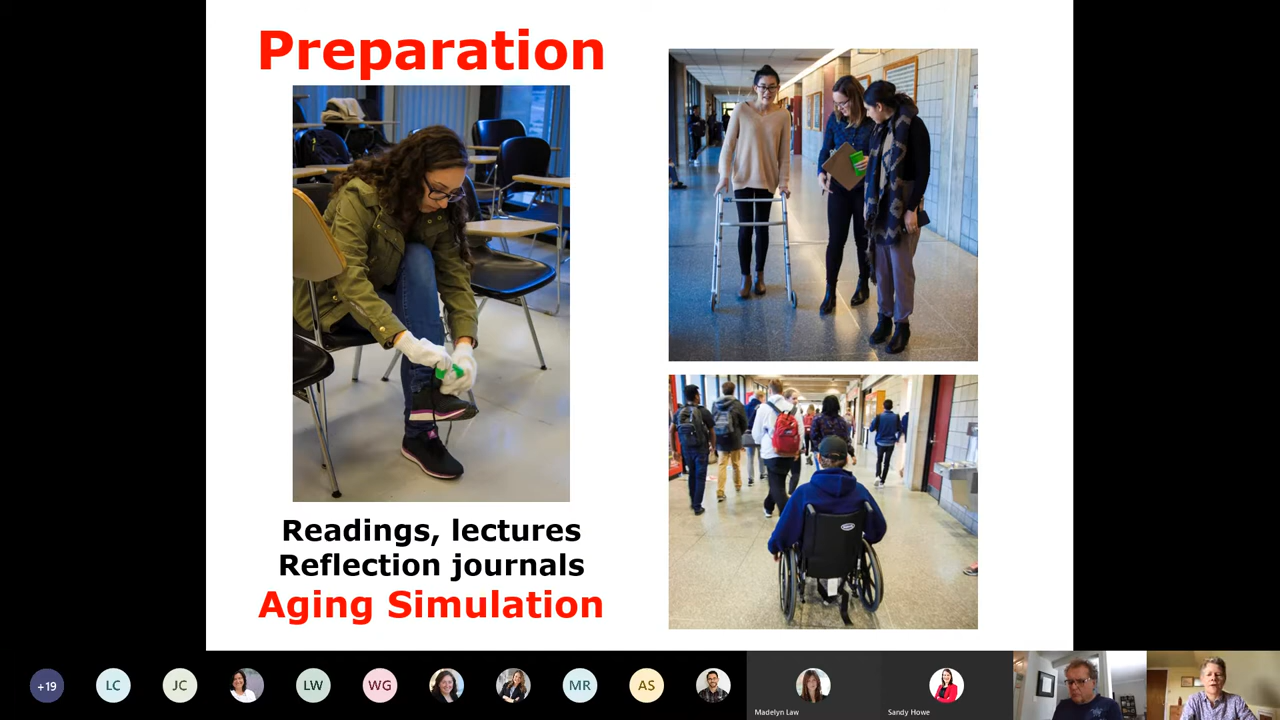 Preparation
Readings, lectures
Reflection journals
Aging Simulation
+19
LC
JC
LW
WG
MR
AS
Madelyn Law
Sandy Howe